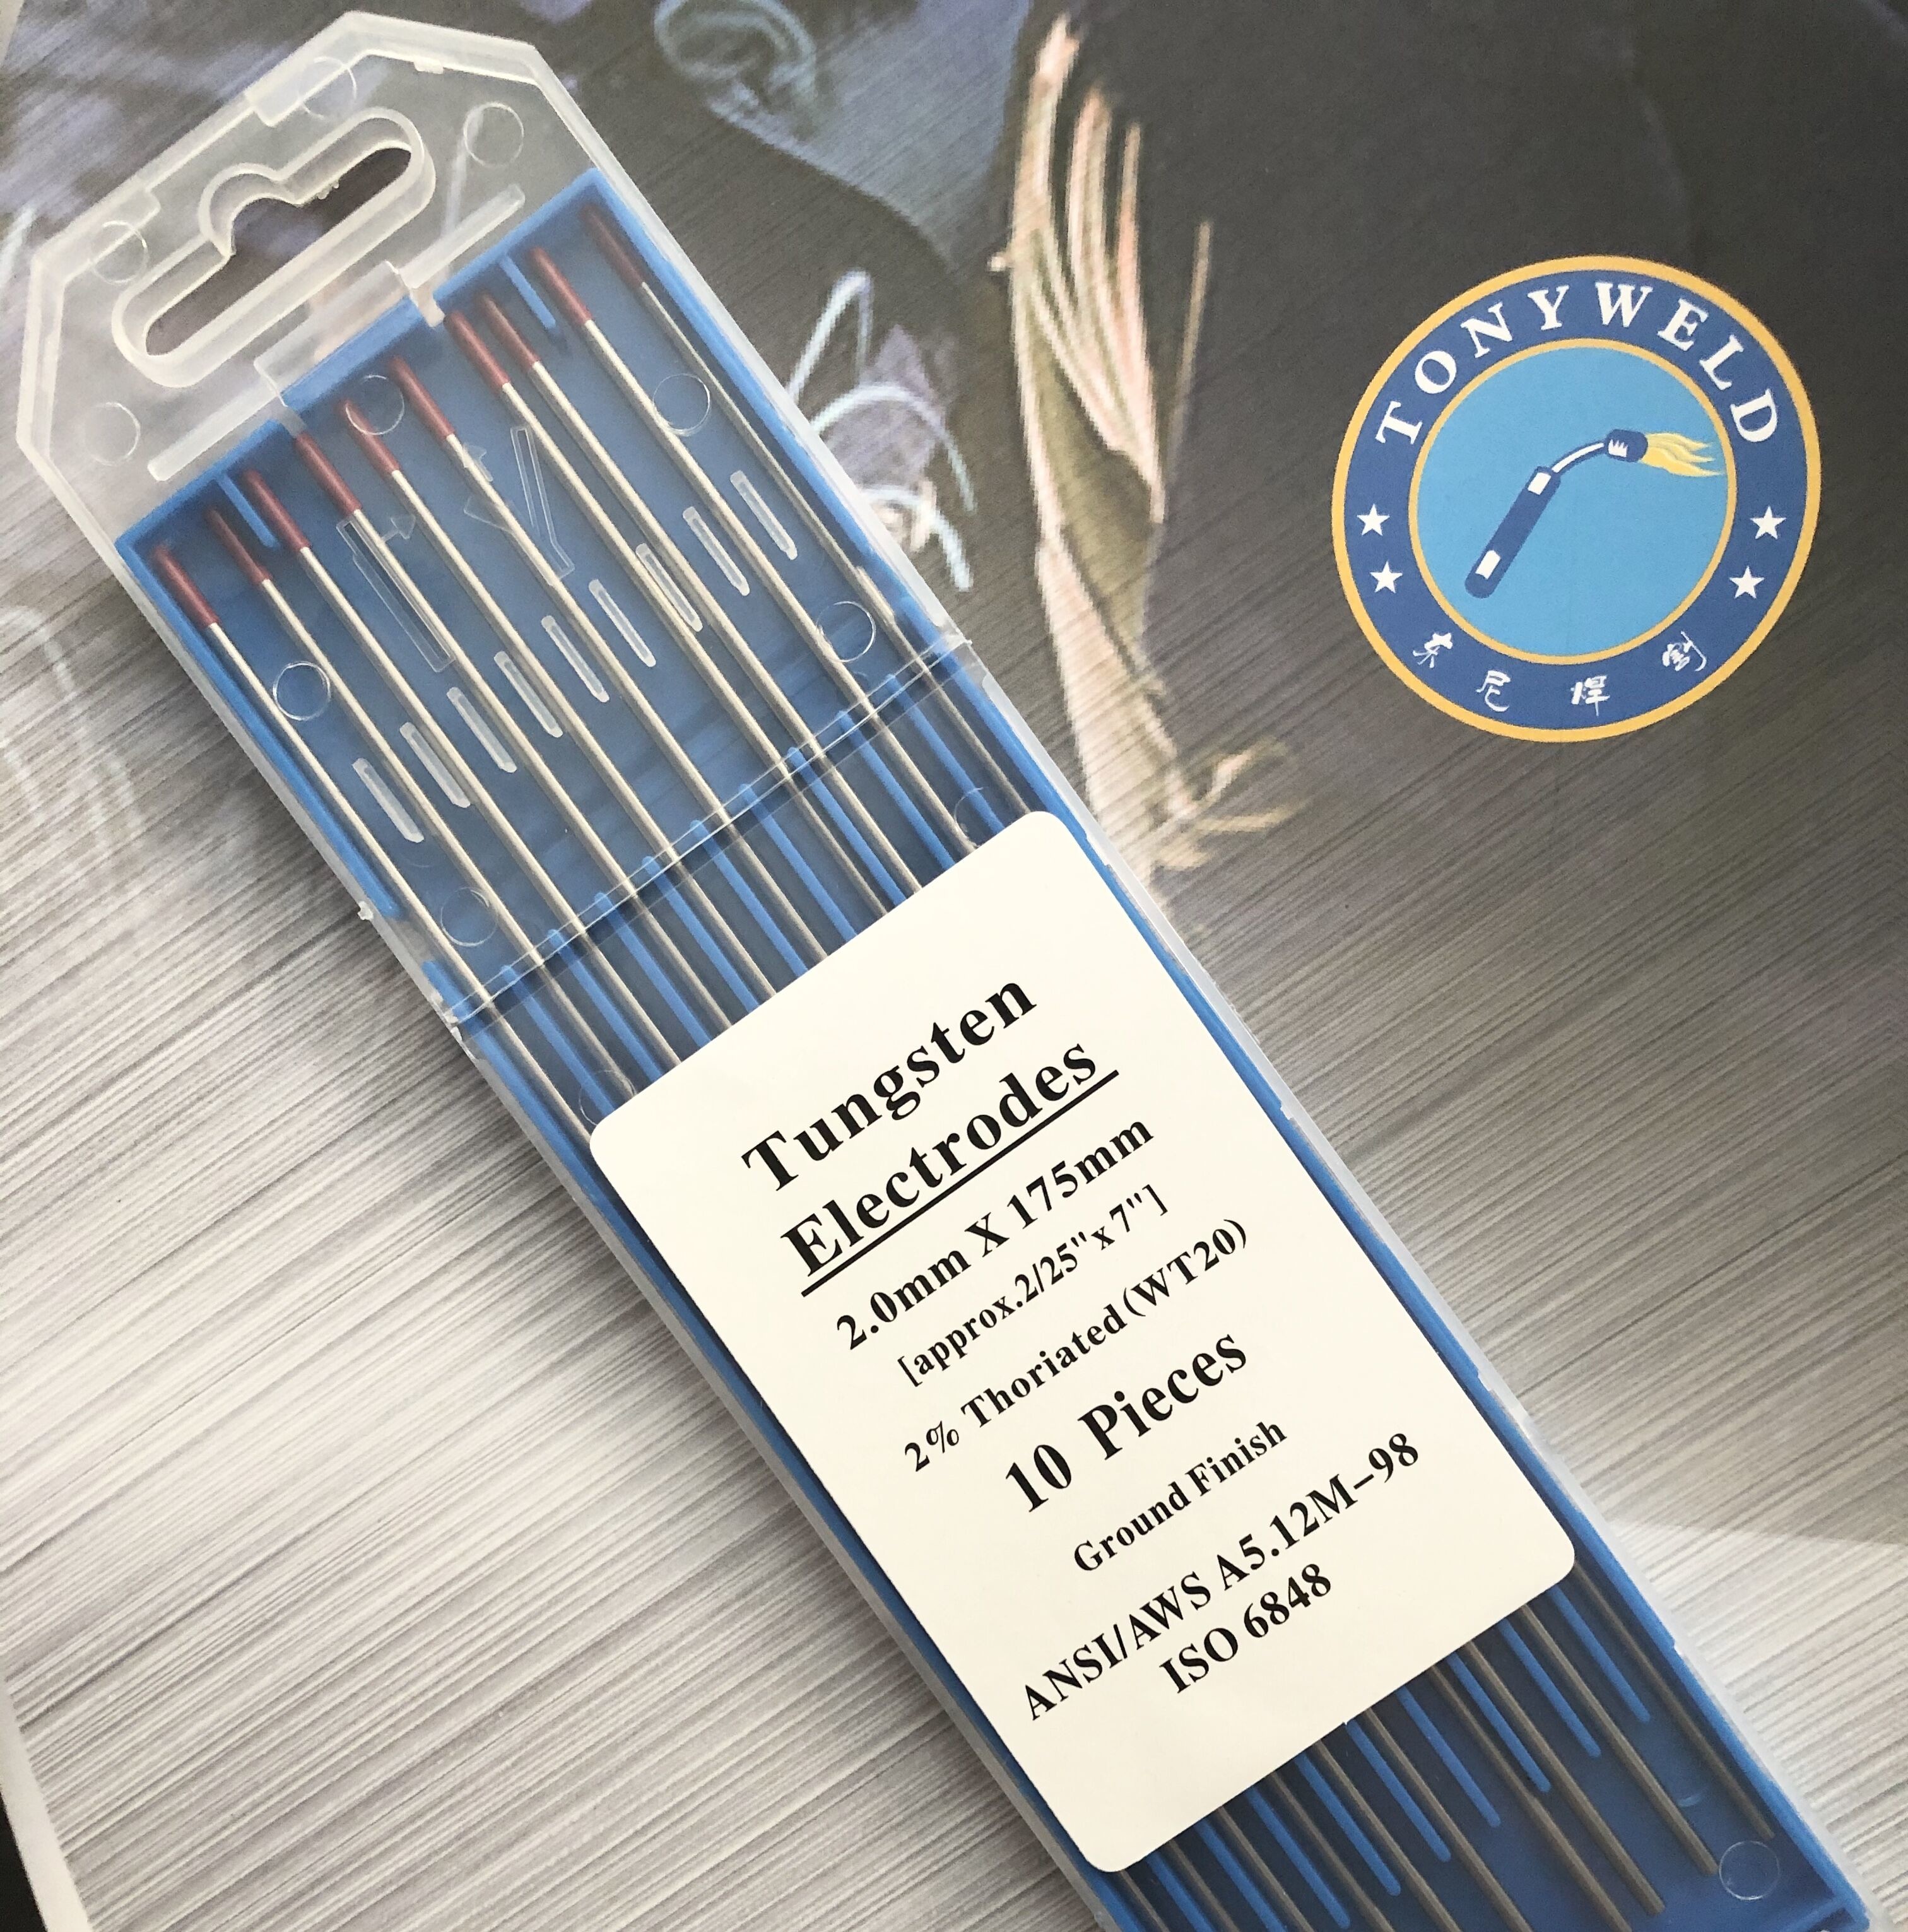 TONYWELD
东尼焊割
Tungsten
Electrodes
2.0mm X 175mm
[approx.2/25"x 7"]
2% Thoriated(WT20)
10 Pieces
Ground Finish
ANSI/AWS A5.12M-98
ISO 6848